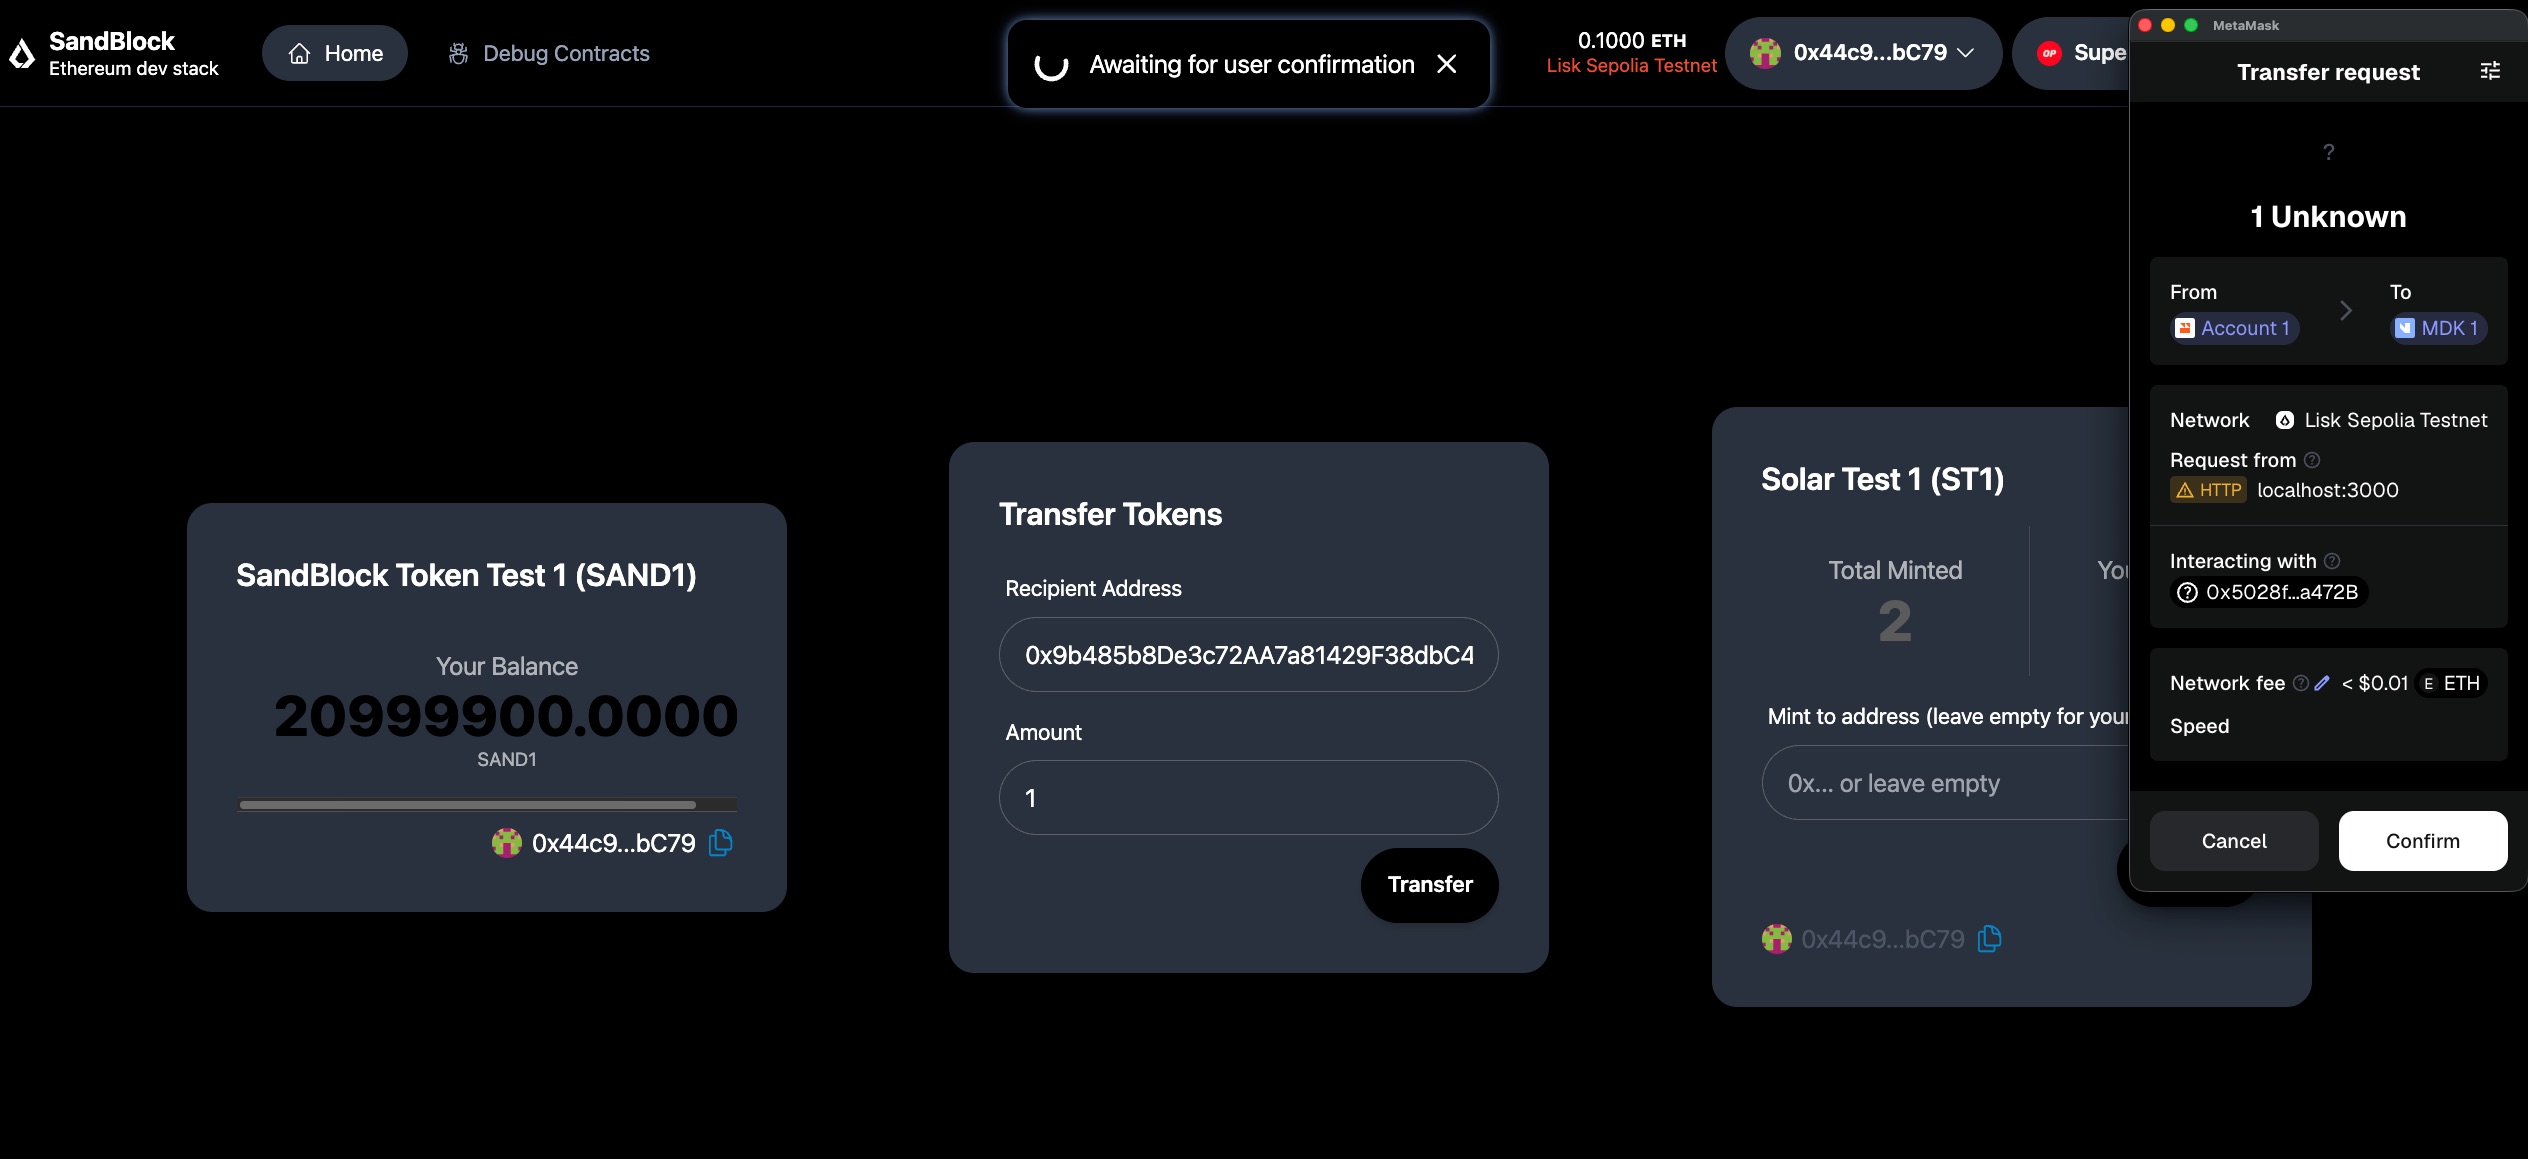 SandBlock
Ethereum dev stack
Home
Debug Contracts
Awaiting for user confirmation
0.1000 ETH
Lisk Sepolia Testnet
0x44c9...bC79
OP
Supe
SandBlock Token Test 1 (SAND1)
Your Balance
20999900.0000
SAND1
0x44c9...bC79
Transfer Tokens
Recipient Address
0x9b485b8De3c72AA7a81429F38dbC4
Amount
1
Transfer
Solar Test 1 (ST1)
Total Minted
2
You
Mint to address (leave empty for your
0x... or leave empty
0x44c9...bC79
MetaMask
Transfer request
?
1 Unknown
From
To
Account 1
MDK 1
Network
Lisk Sepolia Testnet
Request from
HTTP localhost:3000
Interacting with
0x5028f...a472B
Network fee
< $0.01
E ETH
Speed
Cancel
Confirm